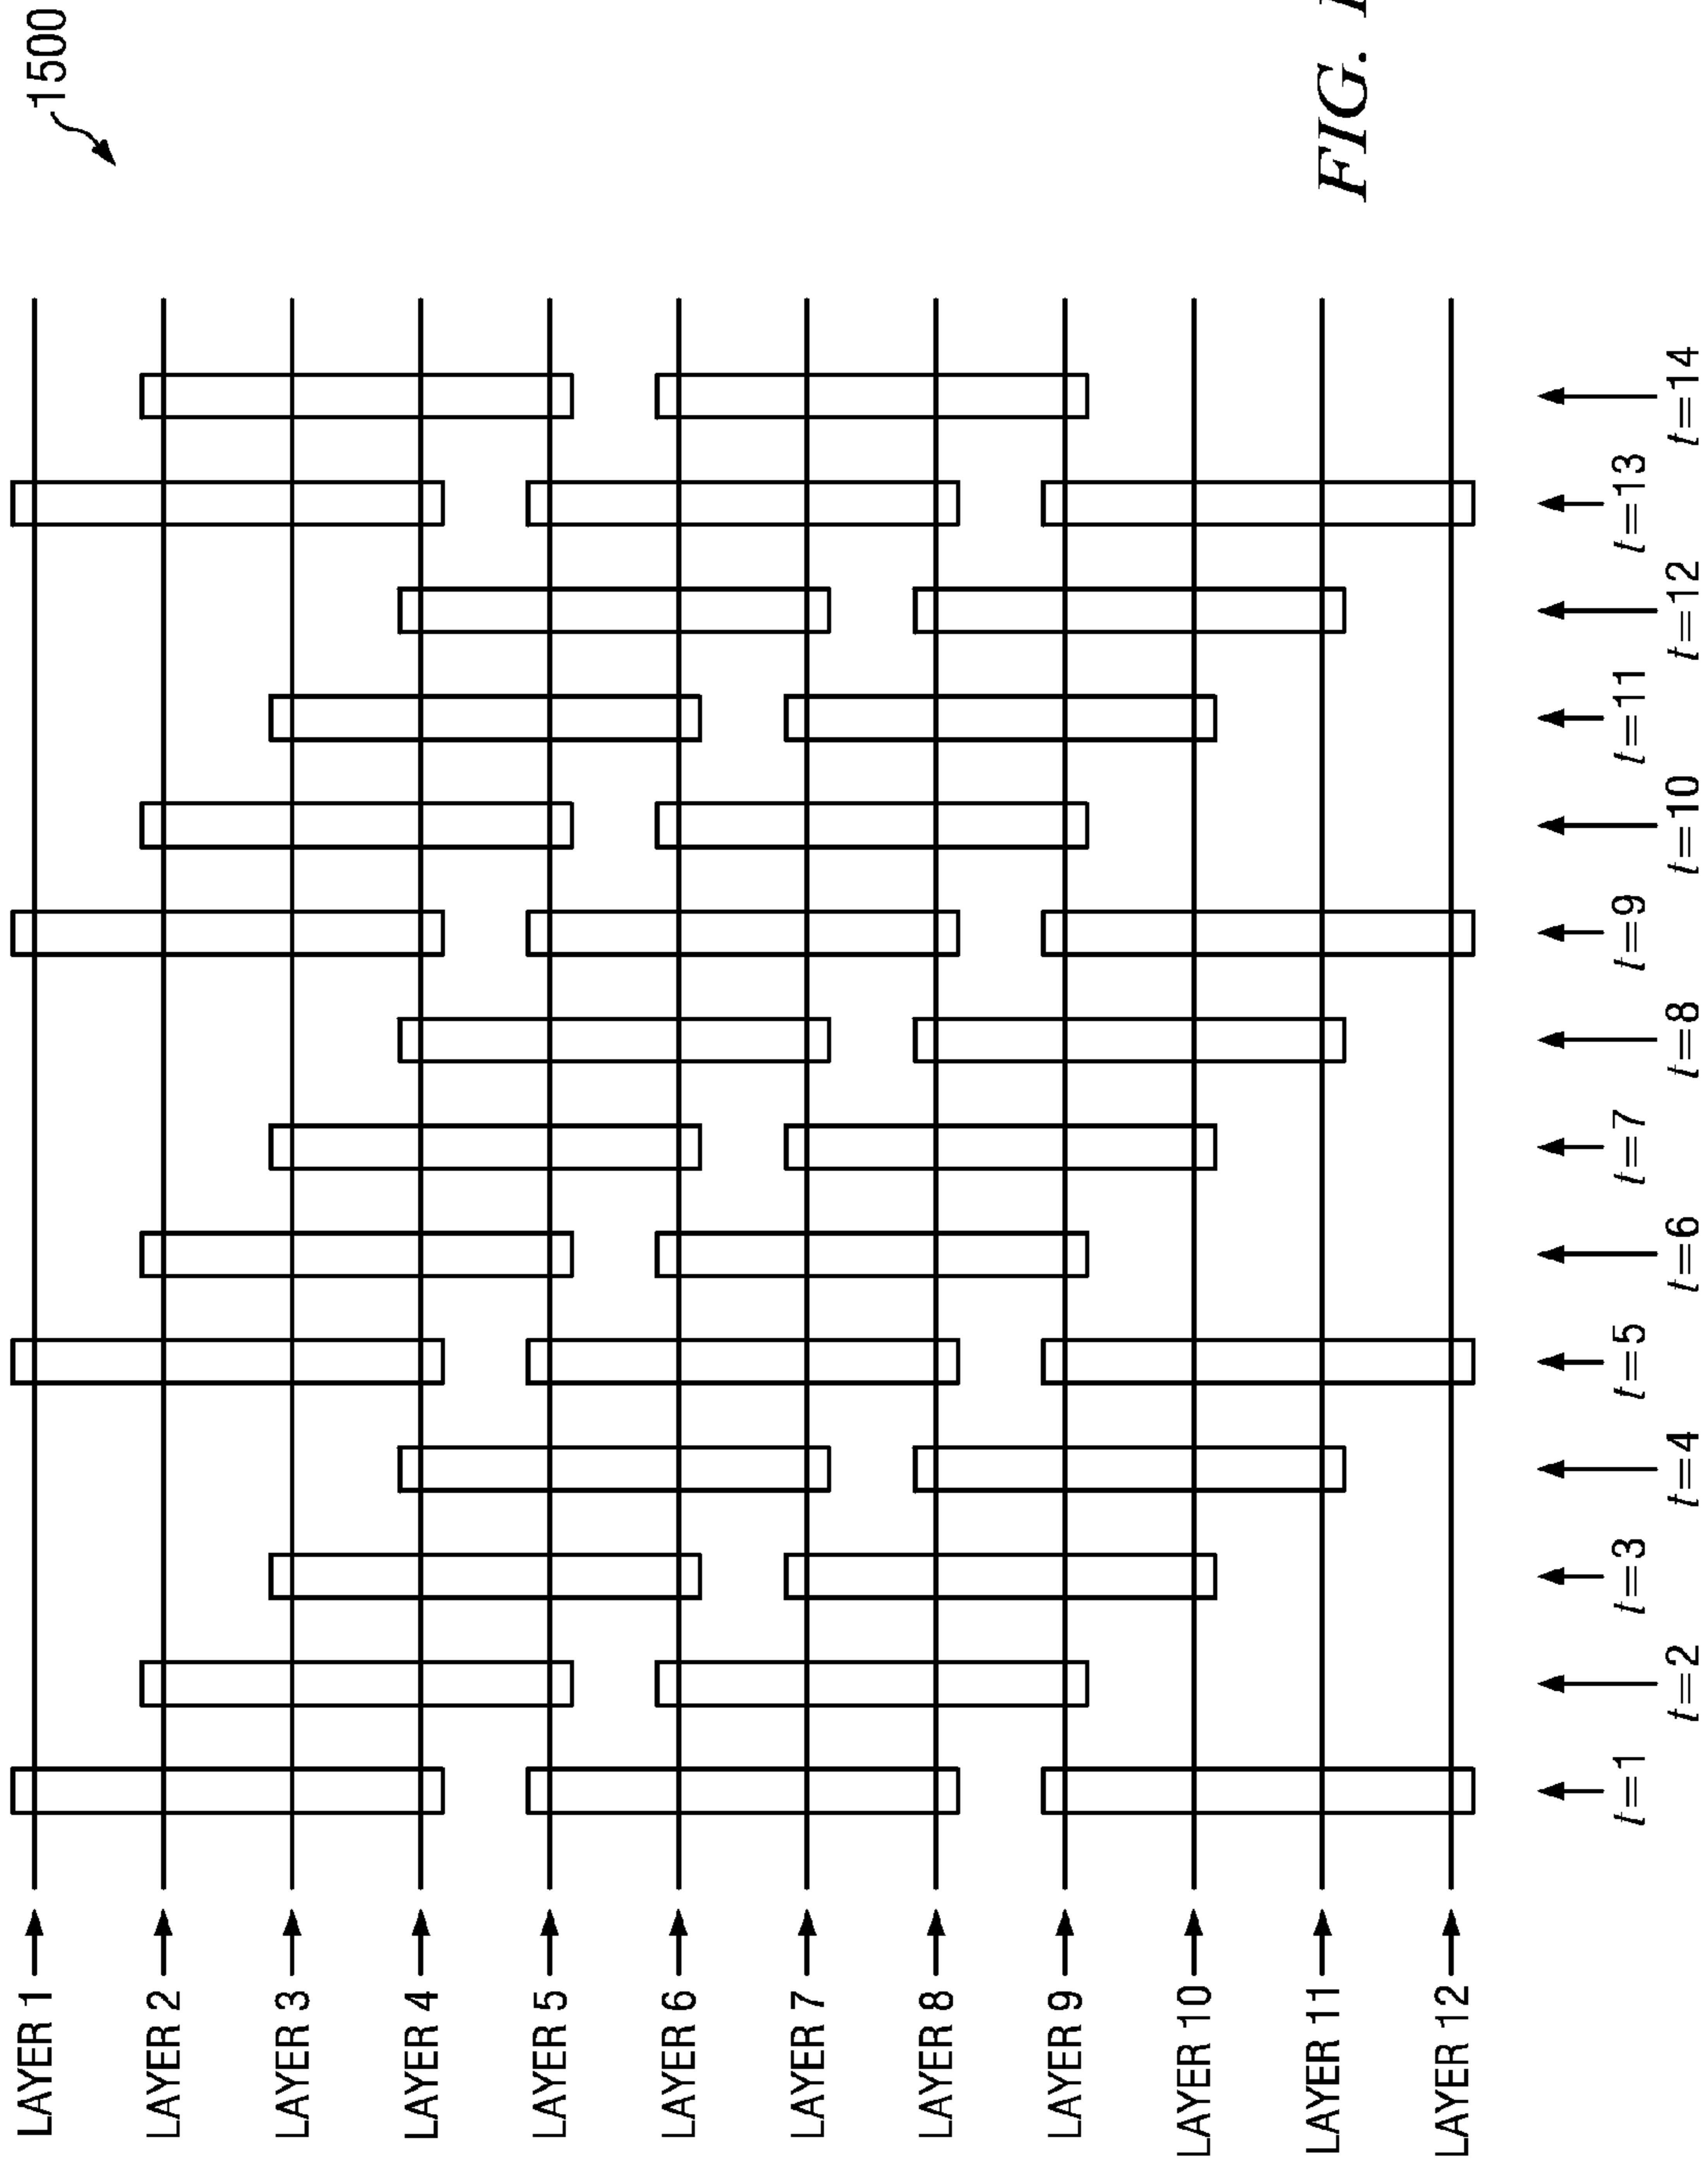 1500
LAYER 1
LAYER 2
LAYER 3
LAYER 4
LAYER 5
LAYER 6
LAYER 7
LAYER 8
LAYER 9
LAYER 10
LAYER 11
LAYER 12
t=1
t=2
t=3
t=4
t=5
t=6
t=7
t=8
t=9
t=10
t=11
t=12
t=13
t=14
FIG.